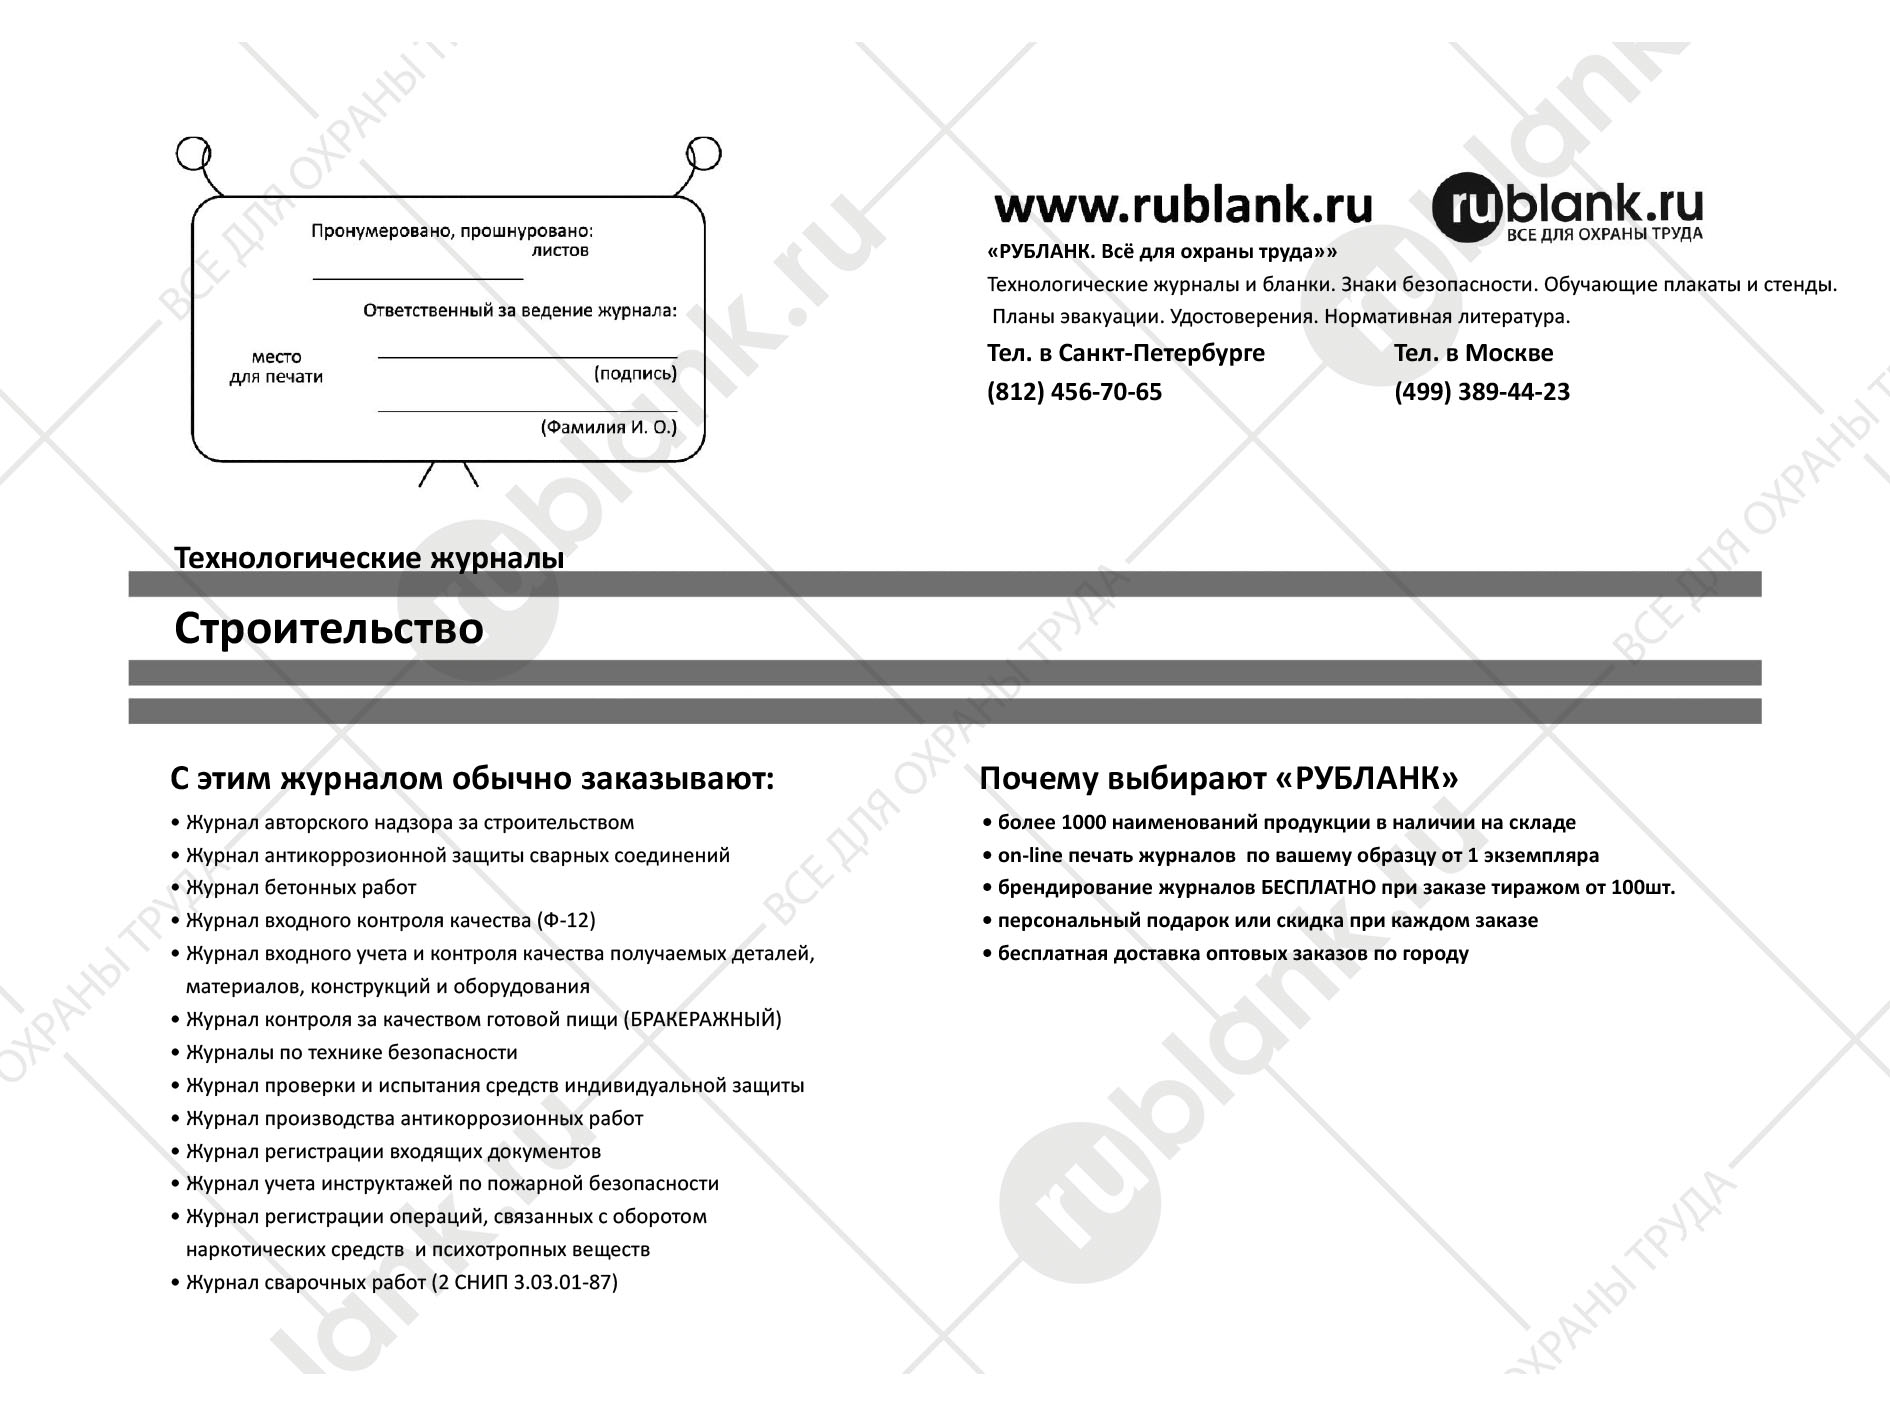 Пронумеровано, прошнуровано:
листов
Ответственный за ведение журнала:
место
для печати
(подпись)
(Фамилия И. О.)
www.rublank.ru
rublank.ru
ВСЕ ДЛЯ ОХРАНЫ ТРУДА
«РУБЛАНК. Всё для охраны труда»»
Технологические журналы и бланки. Знаки безопасности. Обучающие плакаты и стенды.
Планы эвакуации. Удостоверения. Нормативная литература.
Тел. в Санкт-Петербурге
(812) 456-70-65
Тел. в Москве
(499) 389-44-23
Технологические журналы
Строительство
С этим журналом обычно заказывают:
• Журнал авторского надзора за строительством
• Журнал антикоррозионной защиты сварных соединений
• Журнал бетонных работ
• Журнал входного контроля качества (Ф-12)
• Журнал входного учета и контроля качества получаемых деталей,
материалов, конструкций и оборудования
• Журнал контроля за качеством готовой пищи (БРАКЕРАЖНЫЙ)
• Журналы по технике безопасности
• Журнал проверки и испытания средств индивидуальной защиты
• Журнал производства антикоррозионных работ
• Журнал регистрации входящих документов
• Журнал учета инструктажей по пожарной безопасности
• Журнал регистрации операций, связанных с оборотом
наркотических средств  и психотропных веществ
• Журнал сварочных работ (2 СНИП 3.03.01-87)
Почему выбирают «РУБЛАНК»
• более 1000 наименований продукции в наличии на складе
• on-line печать журналов  по вашему образцу от 1 экземпляра
• брендирование журналов БЕСПЛАТНО при заказе тиражом от 100шт.
• персональный подарок или скидка при каждом заказе
• бесплатная доставка оптовых заказов по городу